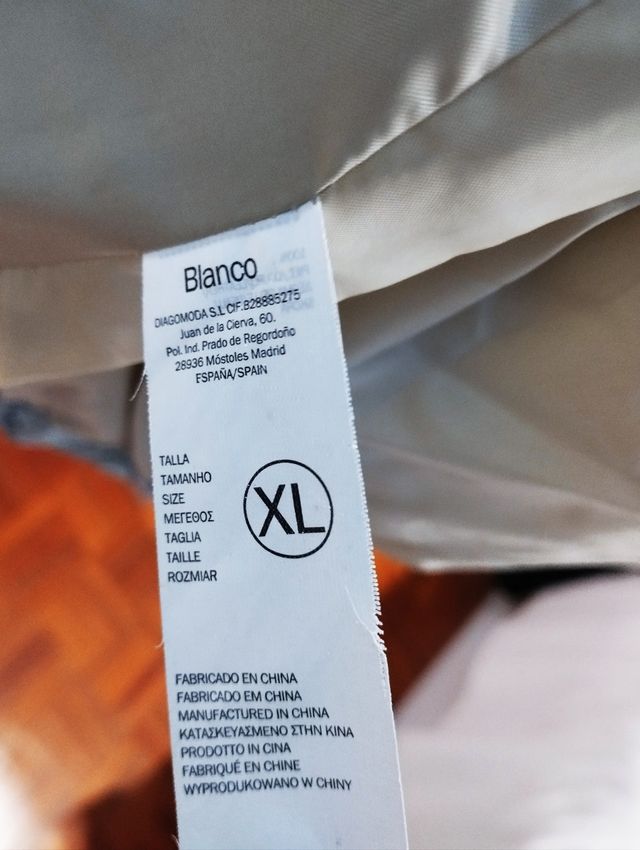 Blanco
DIAGOMODA S.L CIF.B28885275
Juan de la Cierva, 60.
Pol. Ind. Prado de Regordoño
28936 Móstoles Madrid
ESPAÑA/SPAIN
TALLA
TAMANHO
SIZE
ΜΕΓΕΘΟΣ
TAGLIA
TAILLE
ROZMIAR
XL
FABRICADO EN CHINA
FABRICADO EM CHINA
MANUFACTURED IN CHINA
ΚΑΤΑΣΚΕΥΑΣΜΕΝΟ ΣΤΗΝ ΚΙΝΑ
PRODOTTO IN CINA
FABRIQUÉ EN CHINE
WYPRODUKOWANO W CHINY